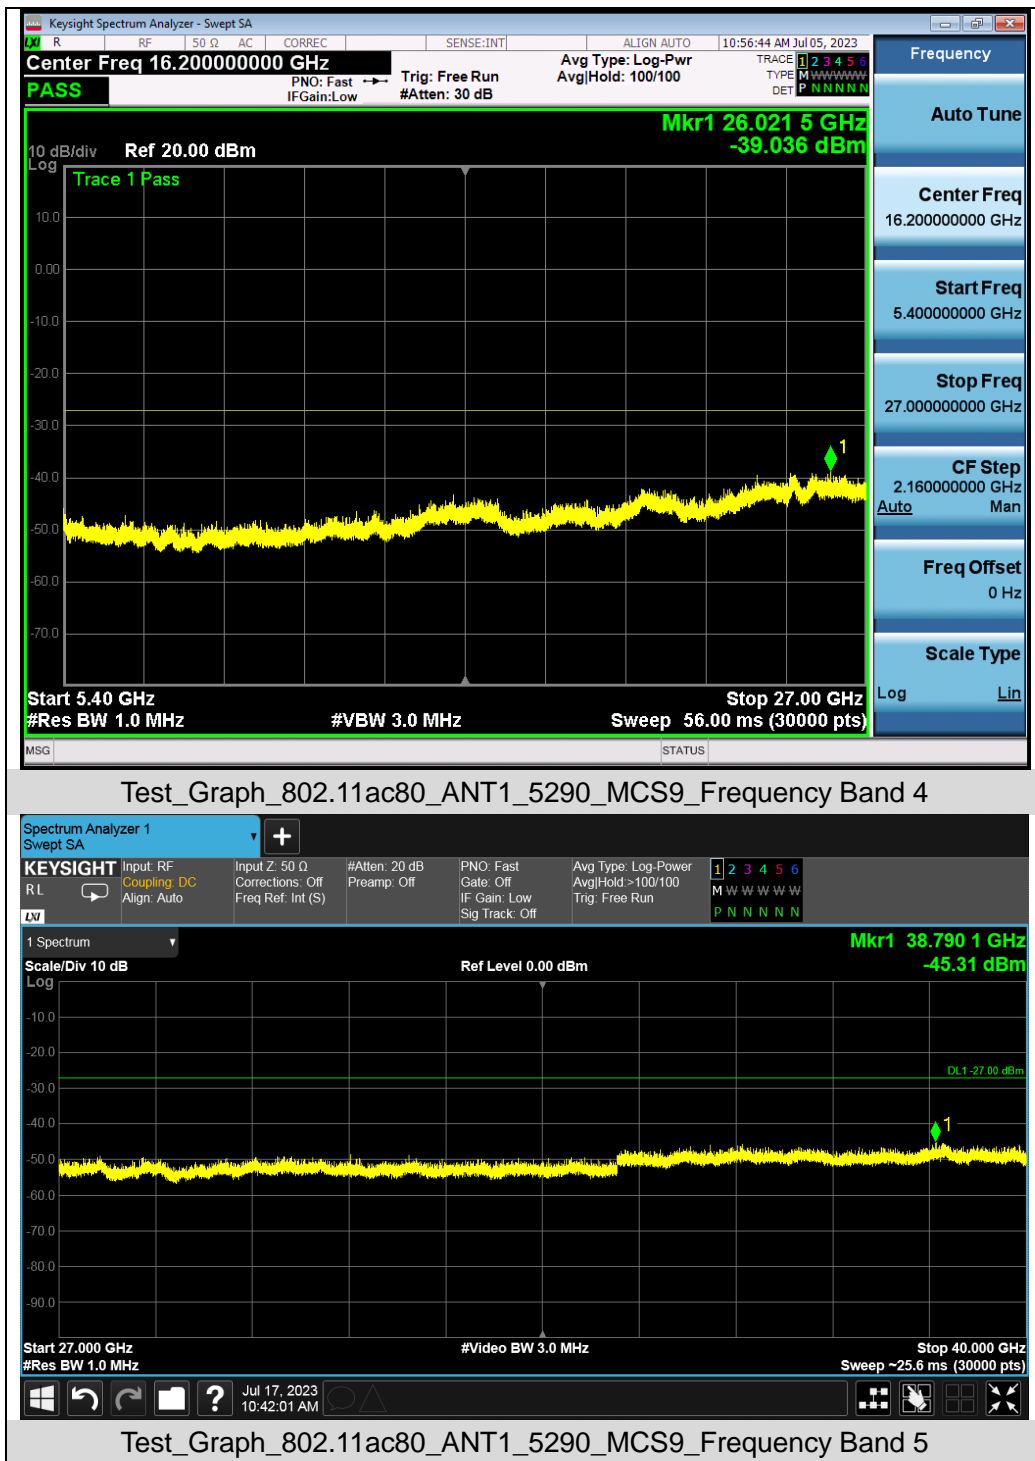 Keysight Spectrum Analyzer - Swept SA
LXI R RF 50 Ω AC CORREC SENSE:INT ALIGN AUTO 10:56:44 AM Jul 05, 2023
Center Freq 16.200000000 GHz
PASS
PNO: Fast
IFGain:Low
Trig: Free Run
#Atten: 30 dB
Avg Type: Log-Pwr
Avg|Hold: 100/100
TRACE 1 2 3 4 5 6
TYPE M W W W W W
DET P N N N N N
Frequency
Mkr1 26.021 5 GHz
-39.036 dBm
10 dB/div Ref 20.00 dBm
Log
Trace 1 Pass
10.0
0.00
-10.0
-20.0
-30.0
-40.0
-50.0
-60.0
-70.0
1
Start 5.40 GHz
Stop 27.00 GHz
#Res BW 1.0 MHz
#VBW 3.0 MHz
Sweep 56.00 ms (30000 pts)
MSG
STATUS
Auto Tune
Center Freq
16.200000000 GHz
Start Freq
5.400000000 GHz
Stop Freq
27.000000000 GHz
CF Step
2.160000000 GHz
Auto Man
Freq Offset
0 Hz
Scale Type
Log Lin
Test_Graph_802.11ac80_ANT1_5290_MCS9_Frequency Band 4
Spectrum Analyzer 1
Swept SA
+
KEYSIGHT
R L
LXI
Input: RF
Coupling: DC
Align: Auto
Input Z: 50 Ω
Corrections: Off
Freq Ref: Int (S)
#Atten: 20 dB
Preamp: Off
PNO: Fast
Gate: Off
IF Gain: Low
Sig Track: Off
Avg Type: Log-Power
Avg|Hold:>100/100
Trig: Free Run
1 2 3 4 5 6
M W W W W W
P N N N N N
1 Spectrum
Mkr1 38.790 1 GHz
-45.31 dBm
Scale/Div 10 dB
Ref Level 0.00 dBm
Log
-10.0
-20.0
-30.0
-40.0
-50.0
-60.0
-70.0
-80.0
-90.0
DL1 -27.00 dBm
1
Start 27.000 GHz
#Video BW 3.0 MHz
Stop 40.000 GHz
#Res BW 1.0 MHz
Sweep ~25.6 ms (30000 pts)
?
Jul 17, 2023
10:42:01 AM
Test_Graph_802.11ac80_ANT1_5290_MCS9_Frequency Band 5